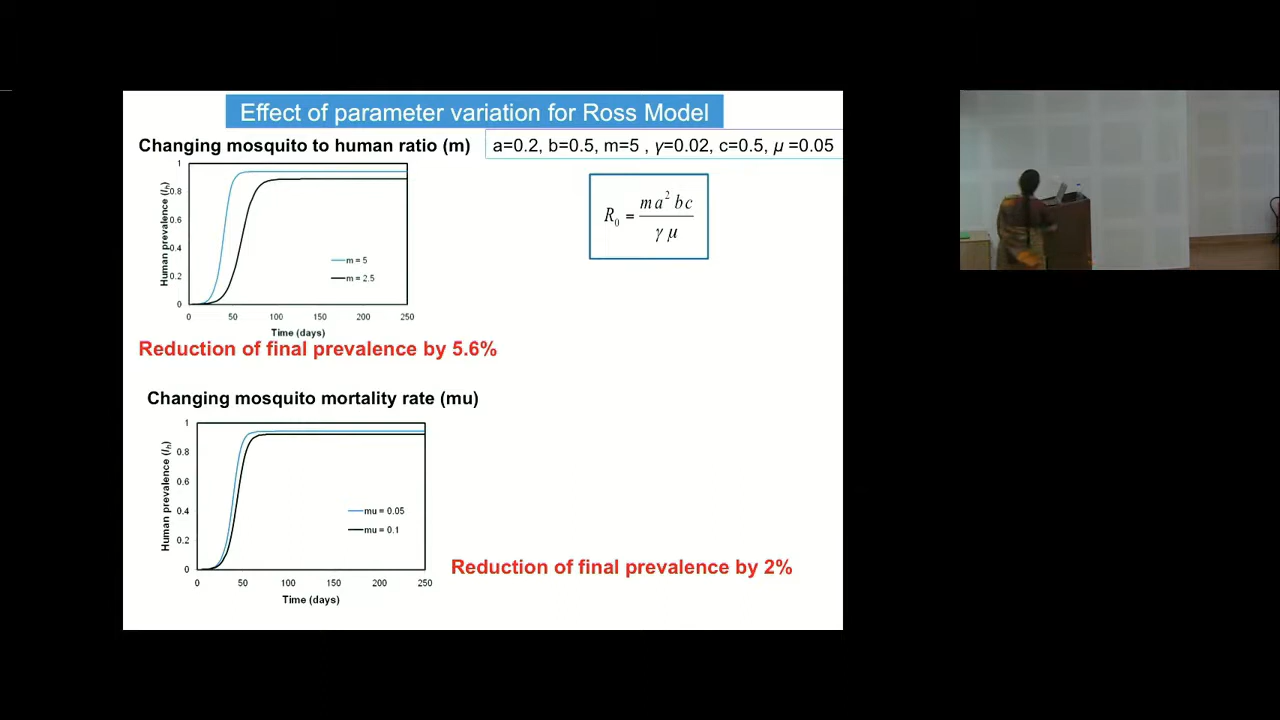 Effect of parameter variation for Ross Model
Changing mosquito to human ratio (m)
a=0.2, b=0.5, m=5 , γ=0.02, c=0.5, μ =0.05
R₀ = ma²bc / γ μ
Human prevalence (Iₕ)
1
0.8
0.6
0.4
0.2
0
m = 5
m = 2.5
0 50 100 150 200 250
Time (days)
Reduction of final prevalence by 5.6%
Changing mosquito mortality rate (mu)
Human prevalence (Iₕ)
1
0.8
0.6
0.4
0.2
0
mu = 0.05
mu = 0.1
0 50 100 150 200 250
Time (days)
Reduction of final prevalence by 2%